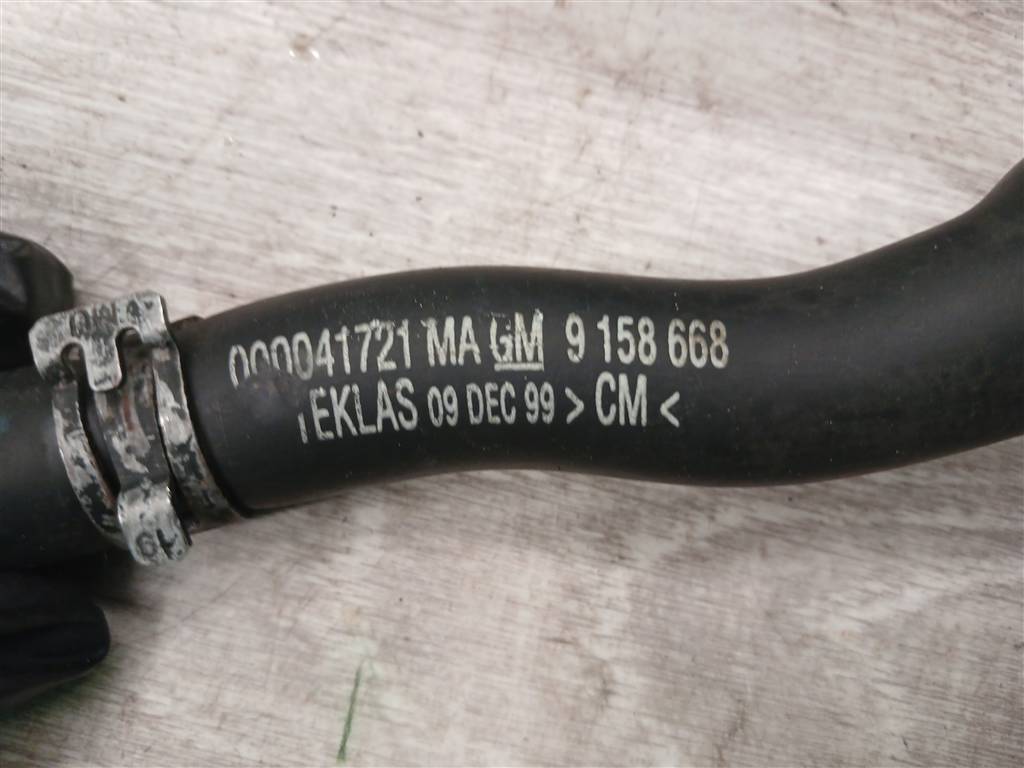 000041721 MA GM 9 158 668
TEKLAS 09 DEC 99 > CM <